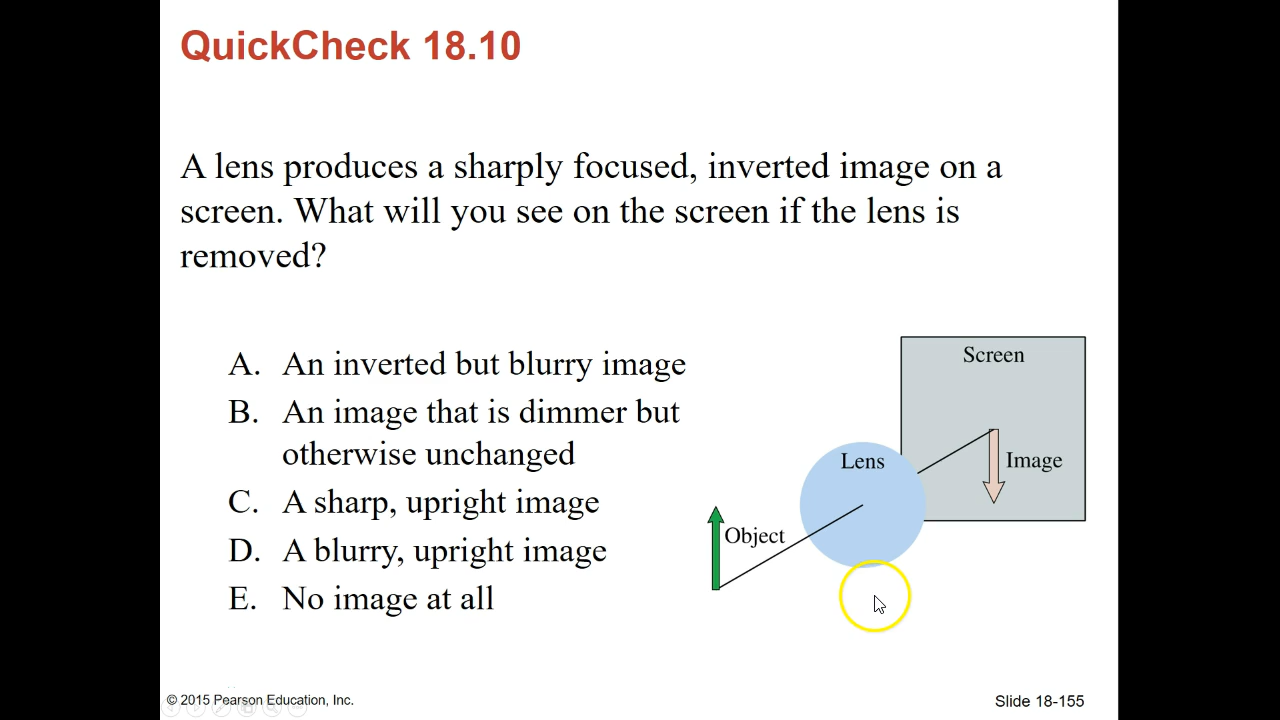 QuickCheck 18.10
A lens produces a sharply focused, inverted image on a
screen. What will you see on the screen if the lens is
removed?
A. An inverted but blurry image
B. An image that is dimmer but
otherwise unchanged
C. A sharp, upright image
D. A blurry, upright image
E. No image at all
Screen
Lens
Image
Object
© 2015 Pearson Education, Inc.
Slide 18-155